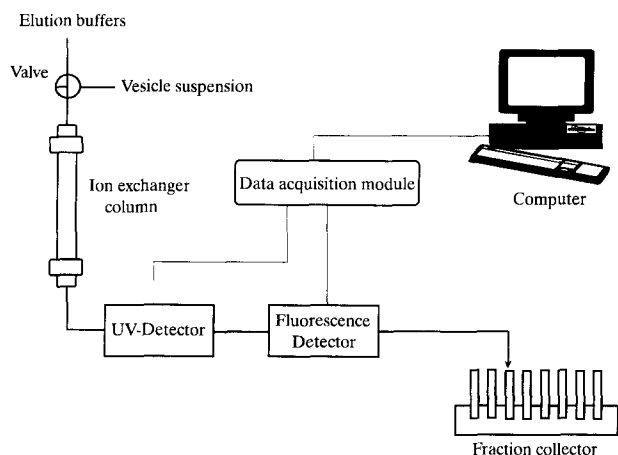 Elution buffers
Valve
Vesicle suspension
Ion exchanger
column
Data acquisition module
Computer
UV-Detector
Fluorescence
Detector
Fraction collector